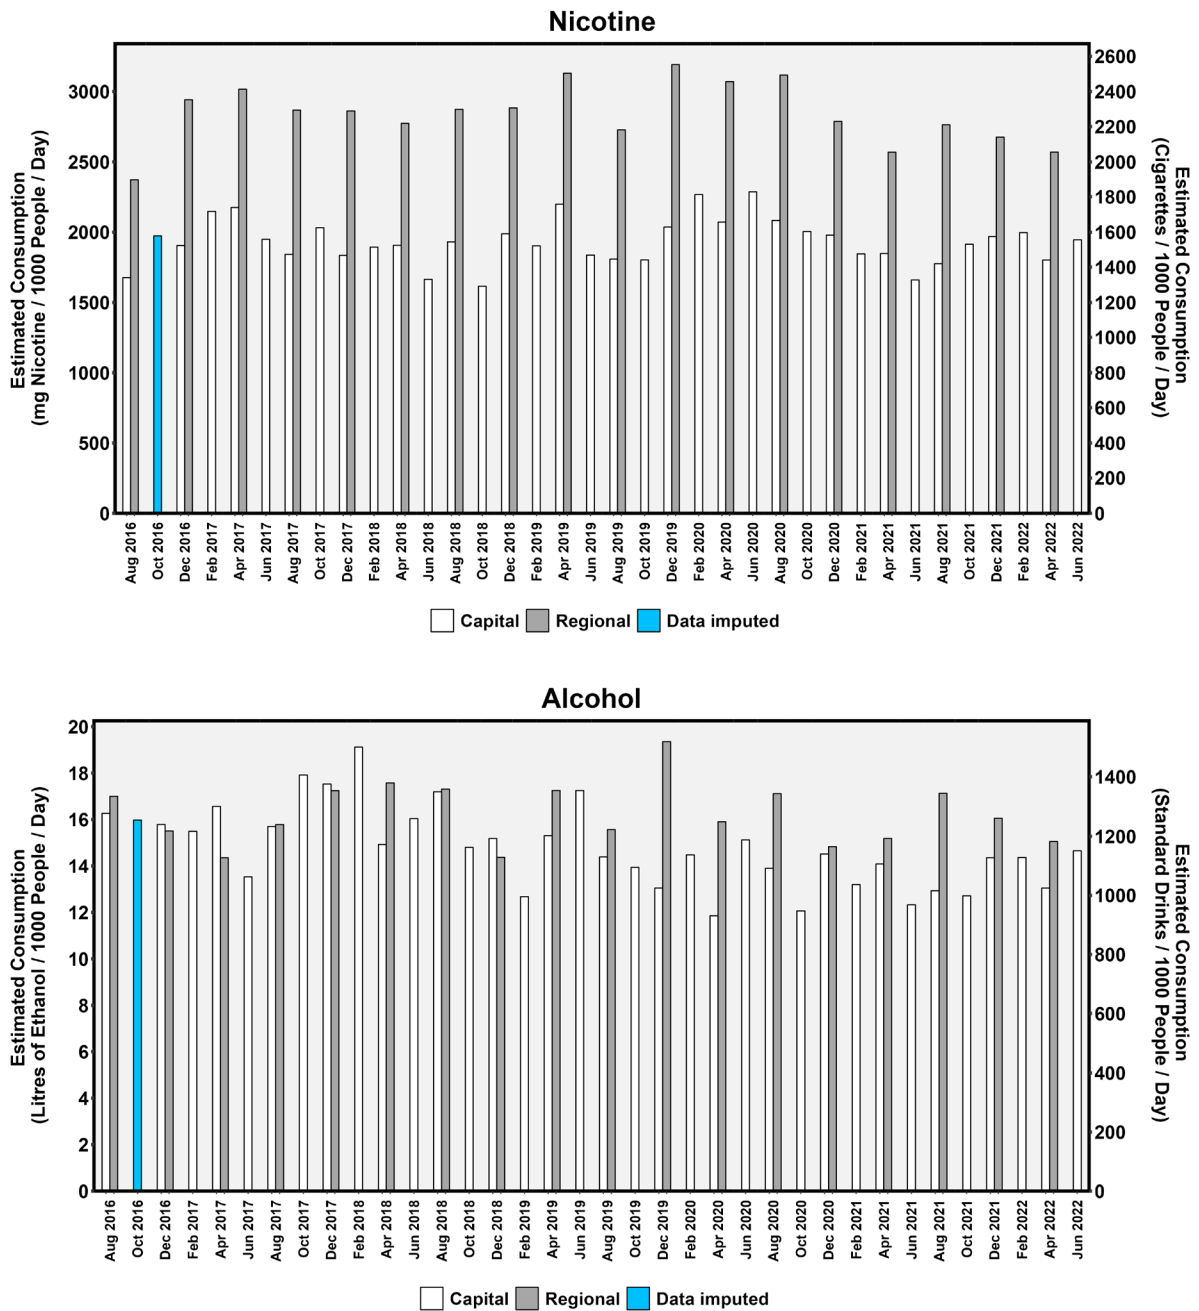 Nicotine
Estimated Consumption
(mg Nicotine / 1000 People / Day)
3000
2500
2000
1500
1000
500
0
2600
2400
2200
2000
1800
1600
1400
1200
1000
800
600
400
200
0
Estimated Consumption
(Cigarettes / 1000 People / Day)
Aug 2016
Oct 2016
Dec 2016
Feb 2017
Apr 2017
Jun 2017
Aug 2017
Oct 2017
Dec 2017
Feb 2018
Apr 2018
Jun 2018
Aug 2018
Oct 2018
Dec 2018
Feb 2019
Apr 2019
Jun 2019
Aug 2019
Oct 2019
Dec 2019
Feb 2020
Apr 2020
Jun 2020
Aug 2020
Oct 2020
Dec 2020
Feb 2021
Apr 2021
Jun 2021
Aug 2021
Oct 2021
Dec 2021
Feb 2022
Apr 2022
Jun 2022
Capital Regional Data imputed
Alcohol
Estimated Consumption
(Litres of Ethanol / 1000 People / Day)
20
18
16
14
12
10
8
6
4
2
0
1400
1200
1000
800
600
400
200
0
Estimated Consumption
(Standard Drinks / 1000 People / Day)
Aug 2016
Oct 2016
Dec 2016
Feb 2017
Apr 2017
Jun 2017
Aug 2017
Oct 2017
Dec 2017
Feb 2018
Apr 2018
Jun 2018
Aug 2018
Oct 2018
Dec 2018
Feb 2019
Apr 2019
Jun 2019
Aug 2019
Oct 2019
Dec 2019
Feb 2020
Apr 2020
Jun 2020
Aug 2020
Oct 2020
Dec 2020
Feb 2021
Apr 2021
Jun 2021
Aug 2021
Oct 2021
Dec 2021
Feb 2022
Apr 2022
Jun 2022
Capital Regional Data imputed